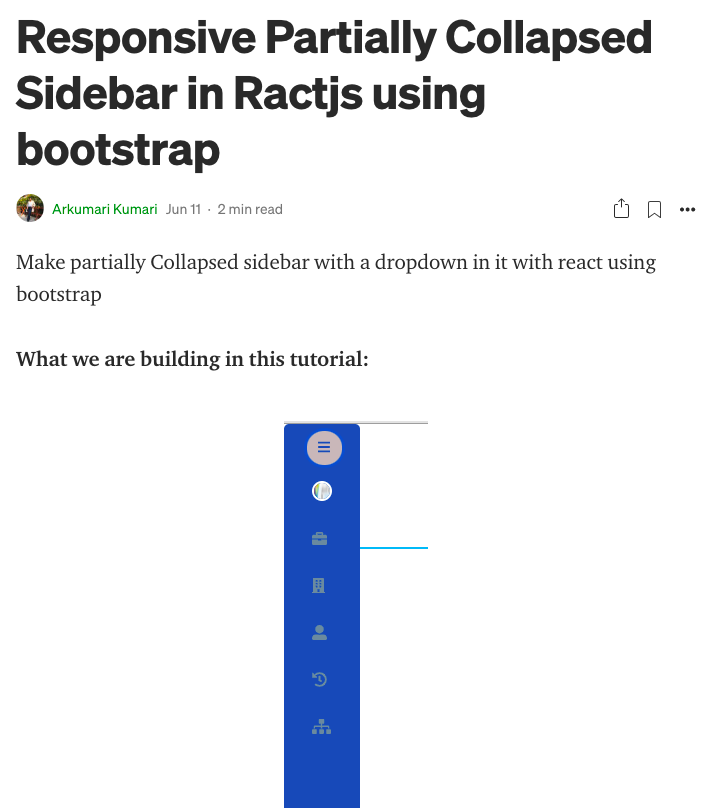 Responsive Partially Collapsed
Sidebar in Ractjs using
bootstrap
Arkumari Kumari Jun 11 · 2 min read
Make partially Collapsed sidebar with a dropdown in it with react using
bootstrap
What we are building in this tutorial: